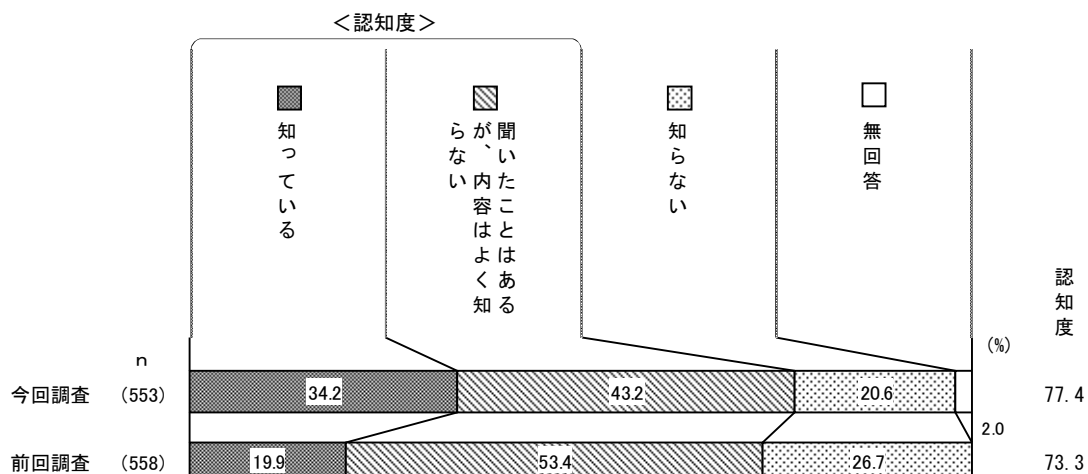 ＜認知度＞
知っている
聞いたことはある
が、内容はよく知
らない
知らない
無回答
認知度
(%)
n
今回調査 (553) 34.2 43.2 20.6 77.4
2.0
前回調査 (558) 19.9 53.4 26.7 73.3